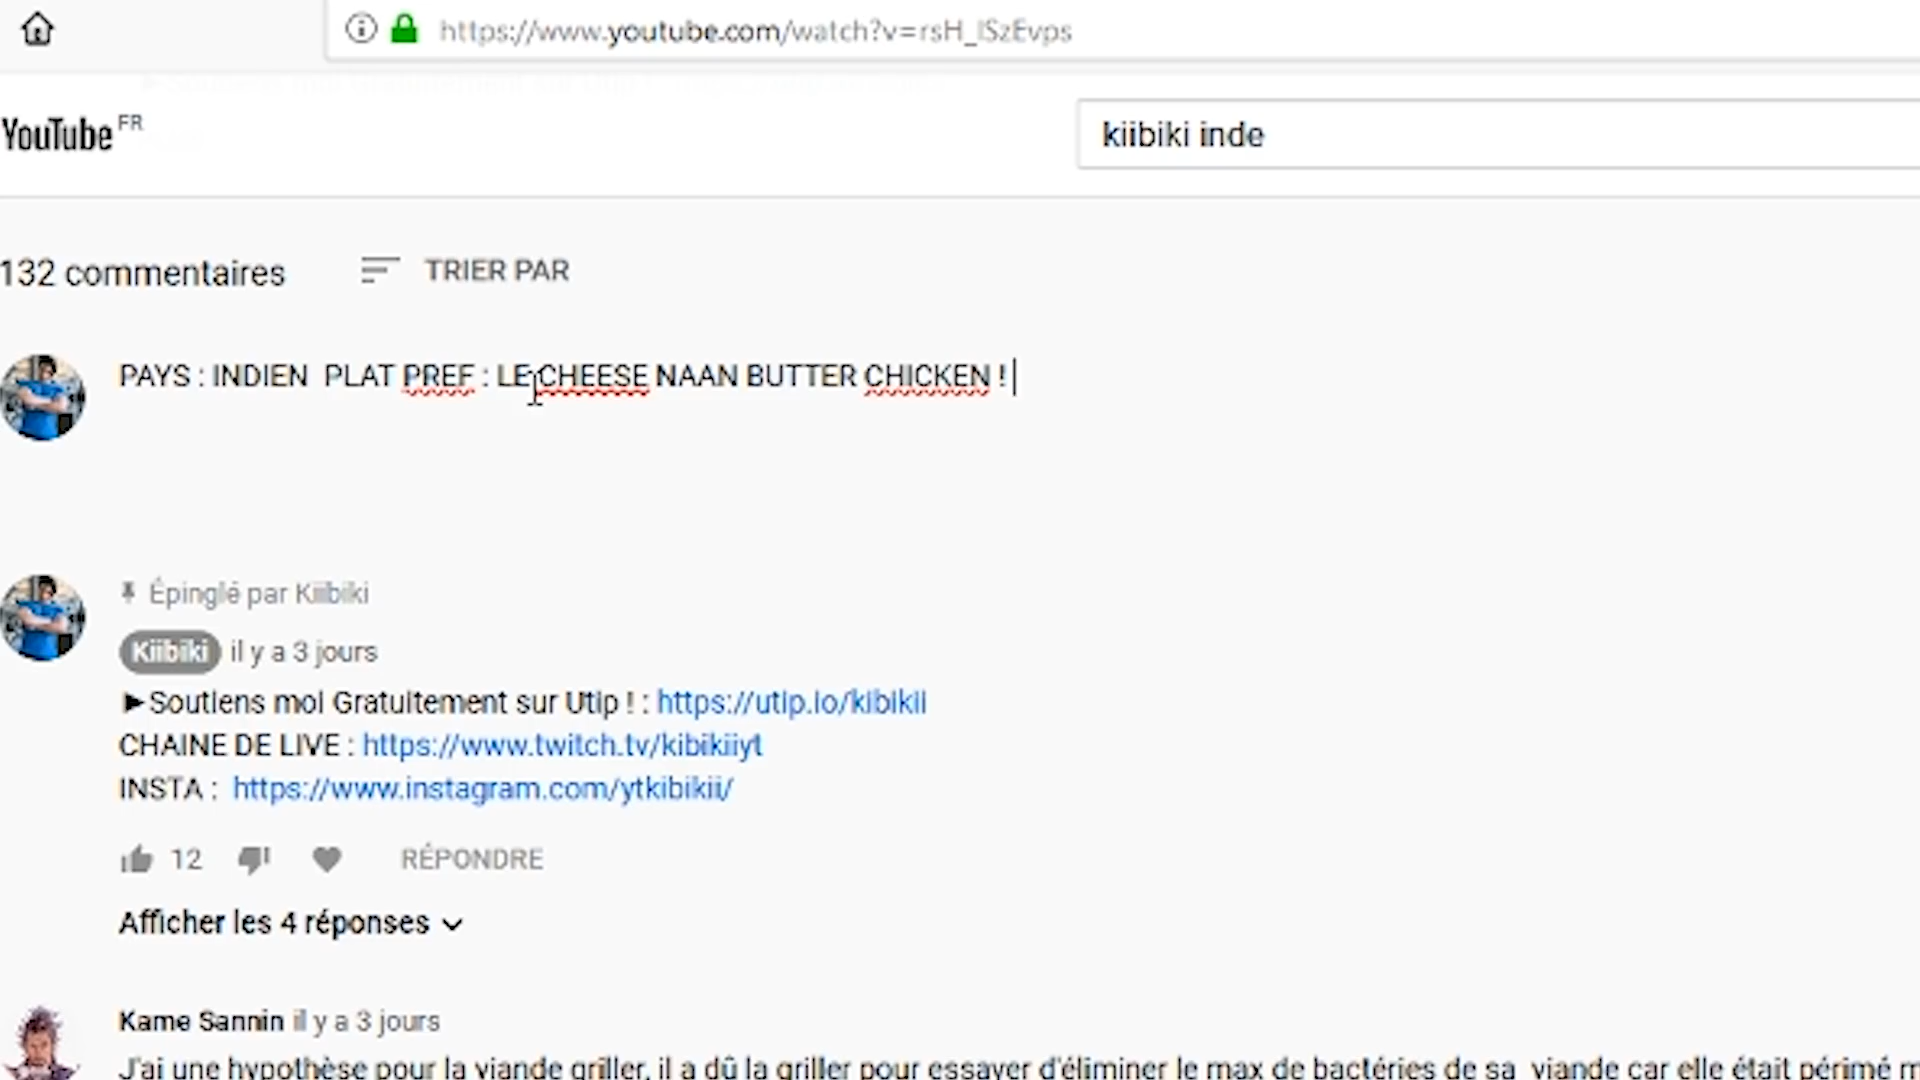 https://www.youtube.com/watch?v=rsH_ISzEvps
YouTube FR
kiibiki inde
132 commentaires
TRIER PAR
PAYS : INDIEN PLAT PREF : LE CHEESE NAAN BUTTER CHICKEN !
Épinglé par Kiibiki
Kiibiki il y a 3 jours
►Soutiens moi Gratuitement sur Utip ! : https://utip.io/kibikii
CHAINE DE LIVE : https://www.twitch.tv/kibikiiyt
INSTA : https://www.instagram.com/ytkibikii/
12 RÉPONDRE
Afficher les 4 réponses
Kame Sannin il y a 3 jours
J'ai une hypothèse pour la viande griller, il a dû la griller pour essayer d'éliminer le max de bactéries de sa viande car elle était périmé